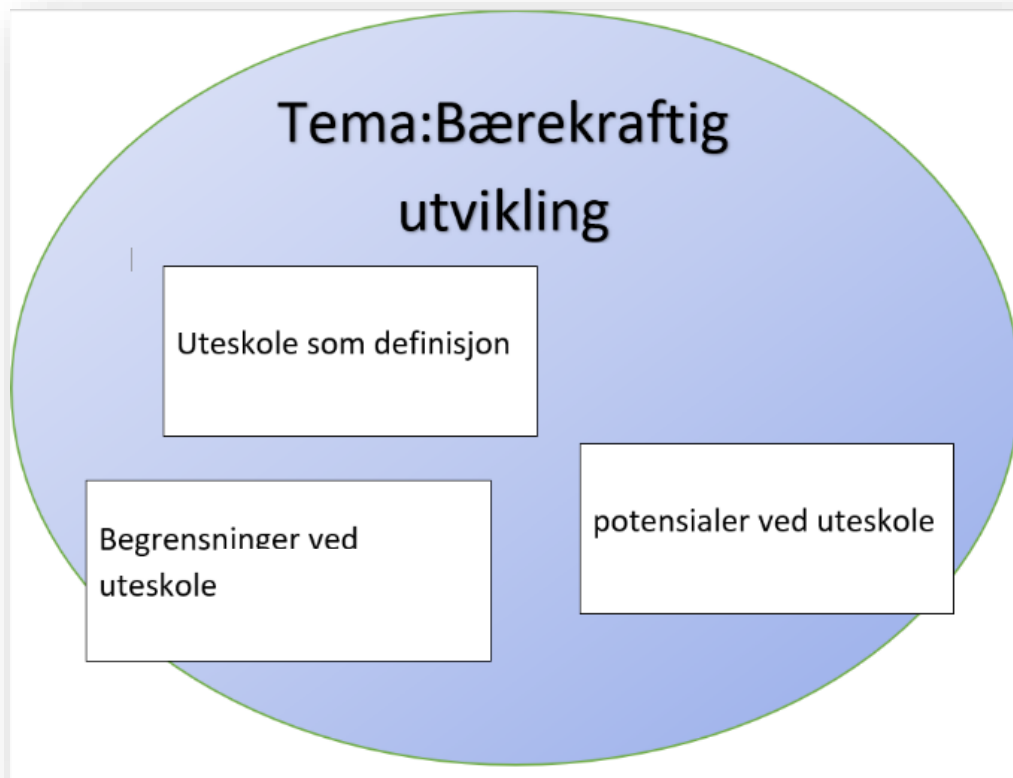 Tema:Bærekraftig
utvikling
Uteskole som definisjon
Begrensninger ved
uteskole
potensialer ved uteskole